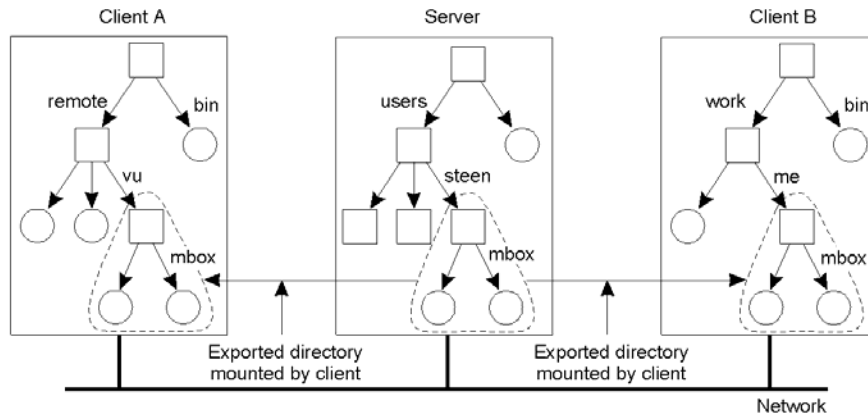 Client A
Server
Client B
remote
bin
users
work
bin
vu
steen
me
mbox
mbox
mbox
Exported directory
mounted by client
Exported directory
mounted by client
Network